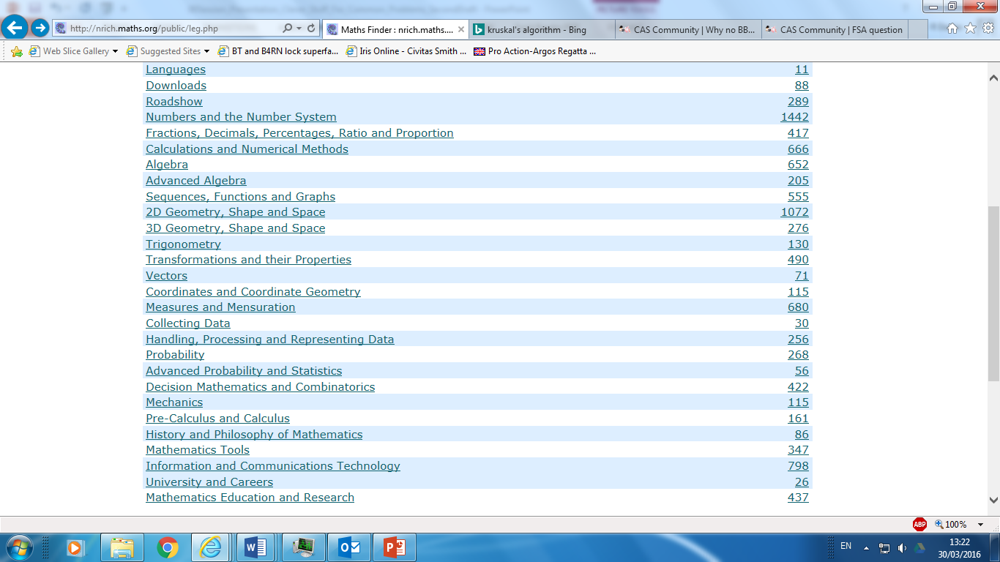 http://nrich.maths.org/public/leg.php
Maths Finder : nrich.maths....
kruskal's algorithm - Bing
CAS Community | Why no BB...
CAS Community | FSA question
Web Slice Gallery
Suggested Sites
BT and B4RN lock superfa...
Iris Online - Civitas Smith ...
Pro Action-Argos Regatta ...
Languages 11
Downloads 88
Roadshow 289
Numbers and the Number System 1442
Fractions, Decimals, Percentages, Ratio and Proportion 417
Calculations and Numerical Methods 666
Algebra 652
Advanced Algebra 205
Sequences, Functions and Graphs 555
2D Geometry, Shape and Space 1072
3D Geometry, Shape and Space 276
Trigonometry 130
Transformations and their Properties 490
Vectors 71
Coordinates and Coordinate Geometry 115
Measures and Mensuration 680
Collecting Data 30
Handling, Processing and Representing Data 256
Probability 268
Advanced Probability and Statistics 56
Decision Mathematics and Combinatorics 422
Mechanics 115
Pre-Calculus and Calculus 161
History and Philosophy of Mathematics 86
Mathematics Tools 347
Information and Communications Technology 798
University and Careers 26
Mathematics Education and Research 437
ABP 100%
EN
13:22
30/03/2016